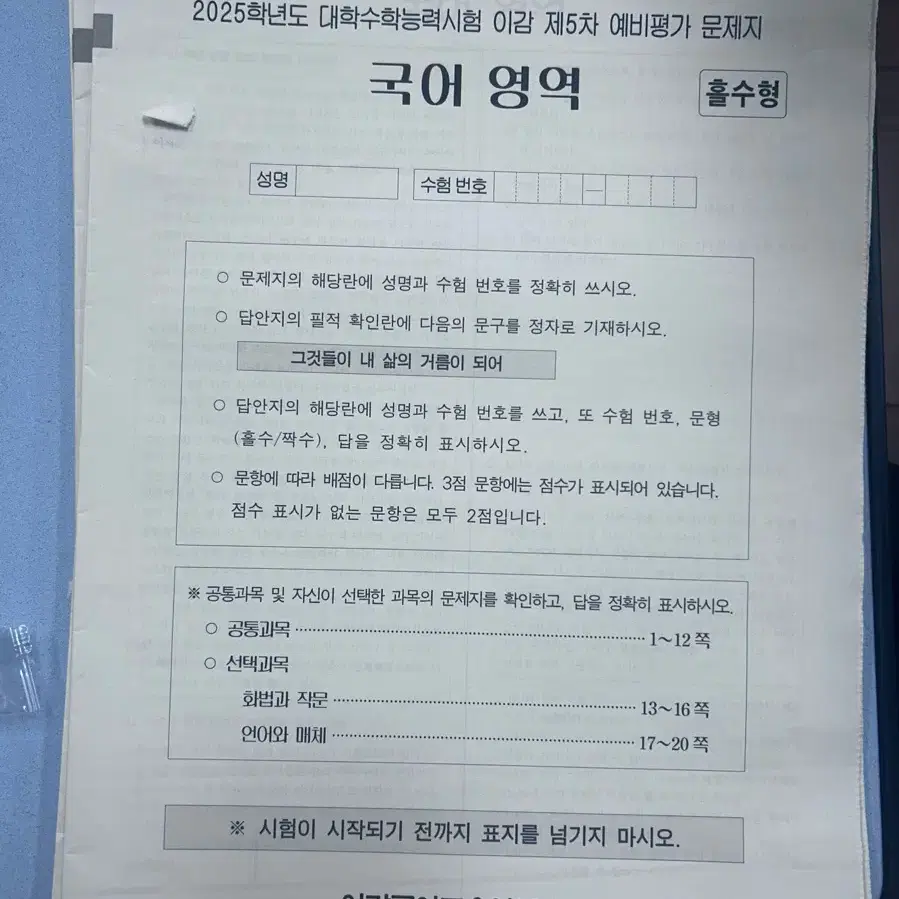 2025학년도 대학수학능력시험 이감 제5차 예비평가 문제지
국어 영역
홀수형
성명
수험 번호
—
○ 문제지의 해당란에 성명과 수험 번호를 정확히 쓰시오.
○ 답안지의 필적 확인란에 다음의 문구를 정자로 기재하시오.
그것들이 내 삶의 거름이 되어
○ 답안지의 해당란에 성명과 수험 번호를 쓰고, 또 수험 번호, 문형
(홀수/짝수), 답을 정확히 표시하시오.
○ 문항에 따라 배점이 다릅니다. 3점 문항에는 점수가 표시되어 있습니다.
점수 표시가 없는 문항은 모두 2점입니다.
※ 공통과목 및 자신이 선택한 과목의 문제지를 확인하고, 답을 정확히 표시하시오.
○ 공통과목 ⋯⋯⋯⋯⋯⋯⋯⋯ 1~12 쪽
○ 선택과목
화법과 작문 ⋯⋯⋯⋯⋯⋯⋯⋯ 13~16 쪽
언어와 매체 ⋯⋯⋯⋯⋯⋯⋯⋯ 17~20 쪽
※ 시험이 시작되기 전까지 표지를 넘기지 마시오.